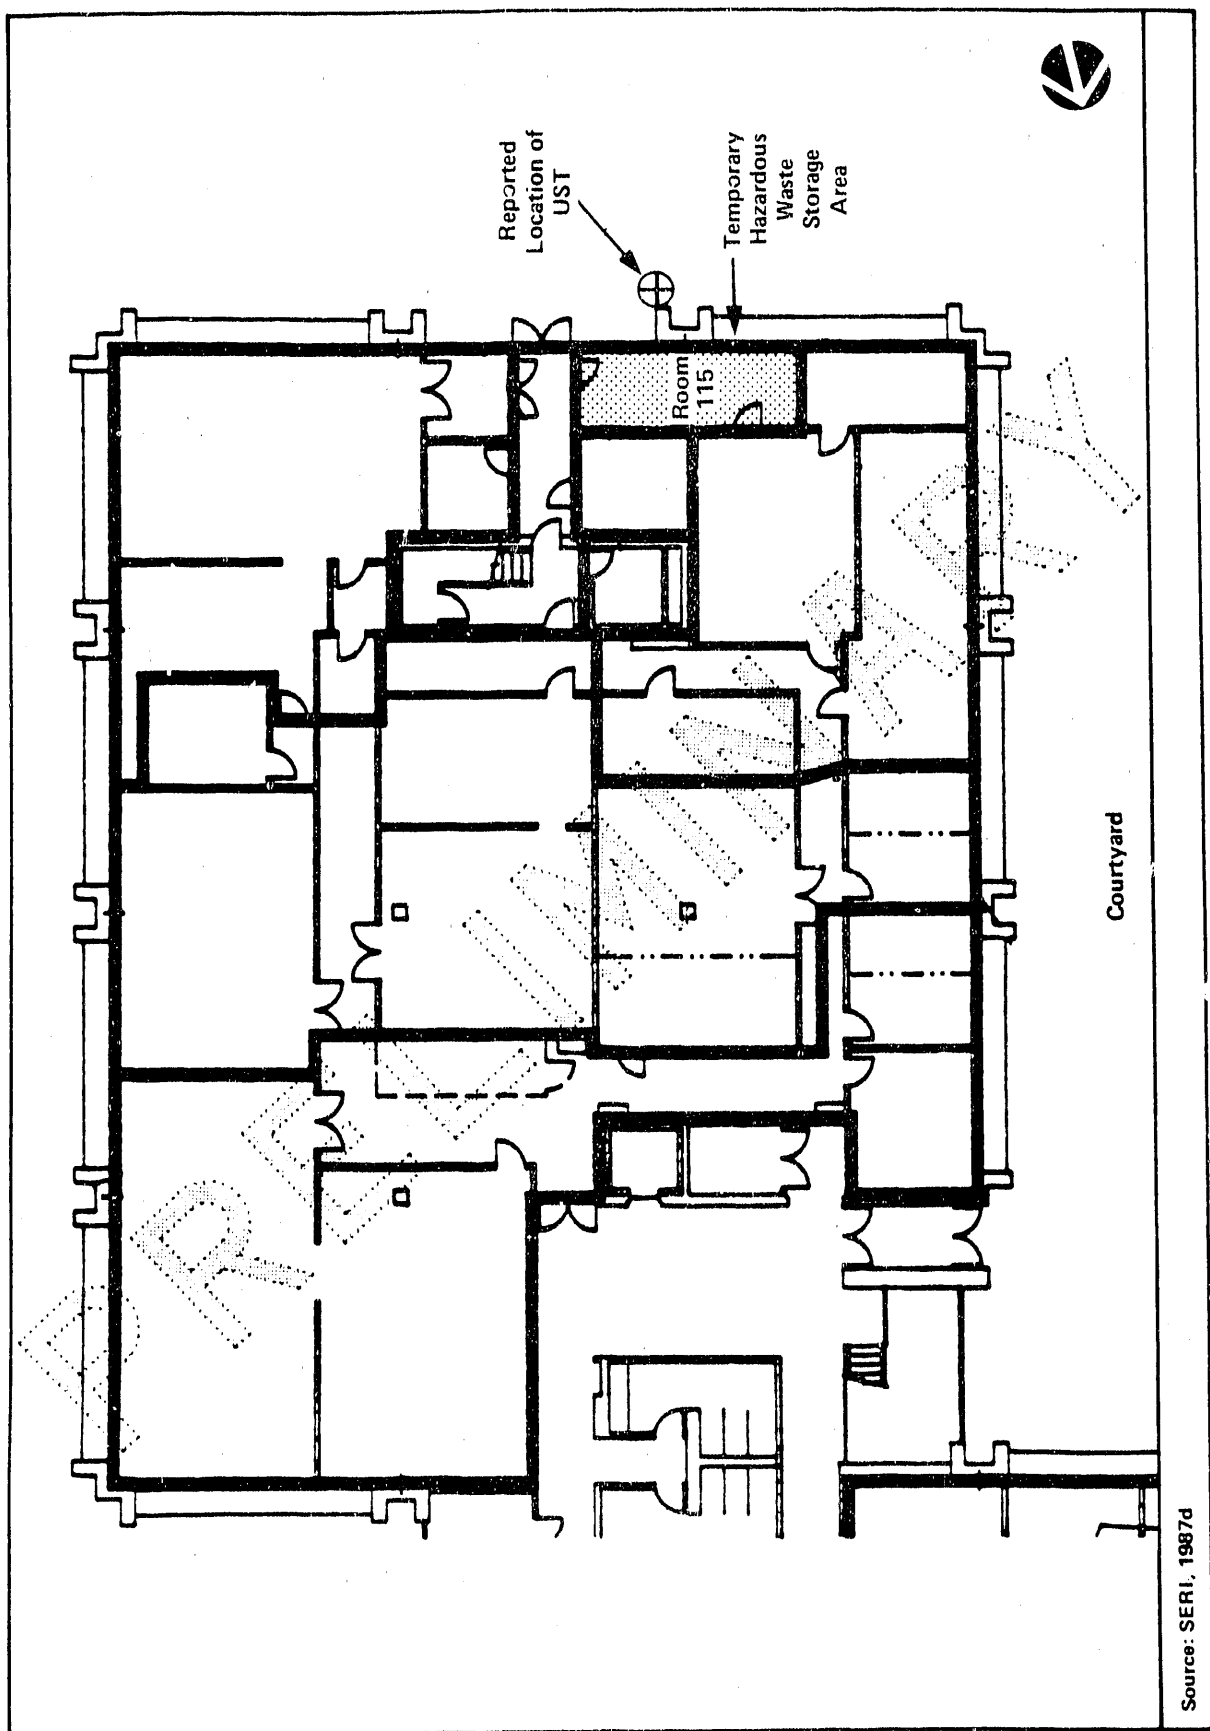 Reported
Location of
UST
Temporary
Hazardous
Waste
Storage
Area
Room
115
PRELIMINARY
Courtyard
Source: SERI, 1987d